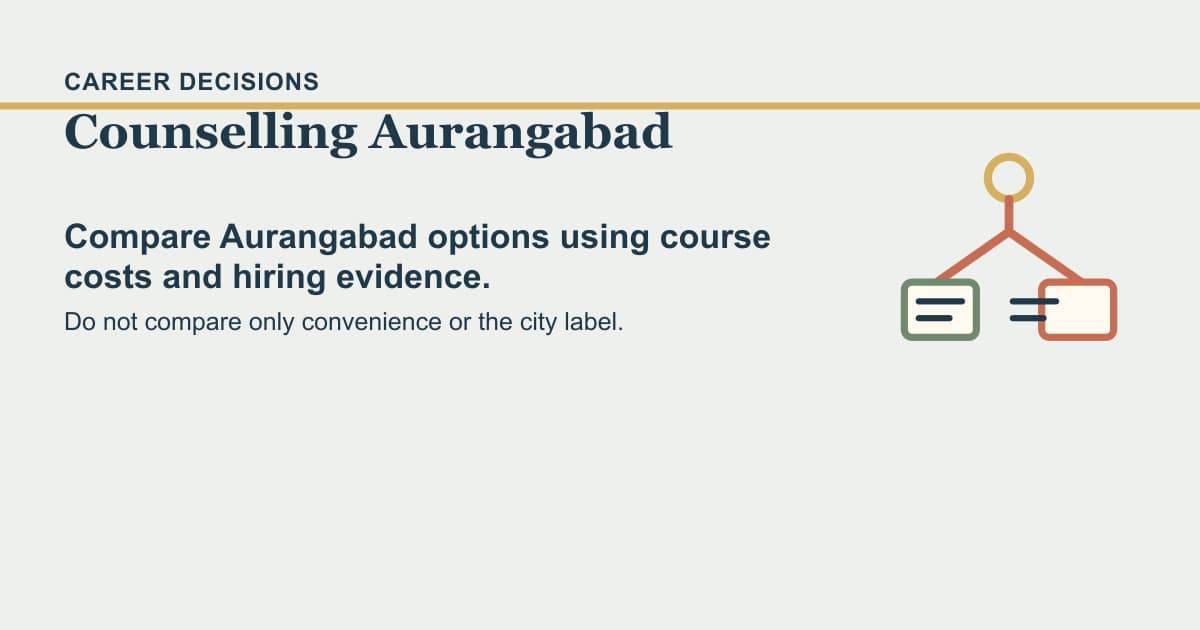 CAREER DECISIONS
Counselling Aurangabad
Compare Aurangabad options using course
costs and hiring evidence.
Do not compare only convenience or the city label.